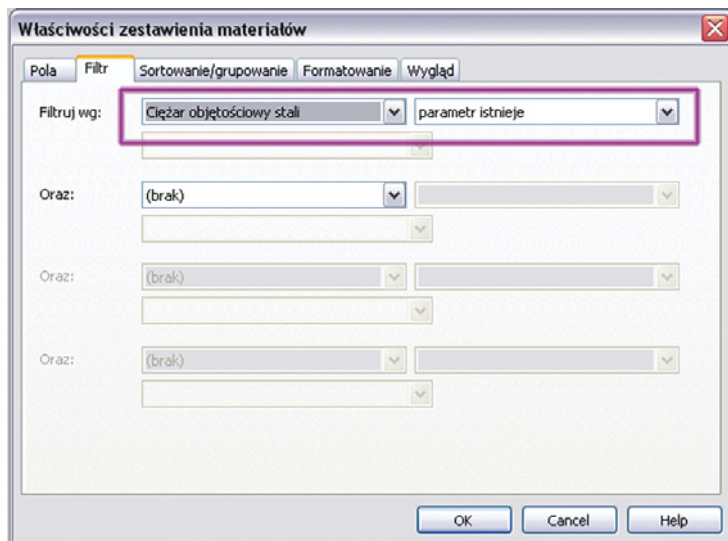 Właściwości zestawienia materiałów
Pola Filtr Sortowanie/grupowanie Formatowanie Wygląd
Filtruj wg: Ciężar objętościowy stali parametr istnieje
Oraz: (brak)
Oraz: (brak)
Oraz: (brak)
OK Cancel Help